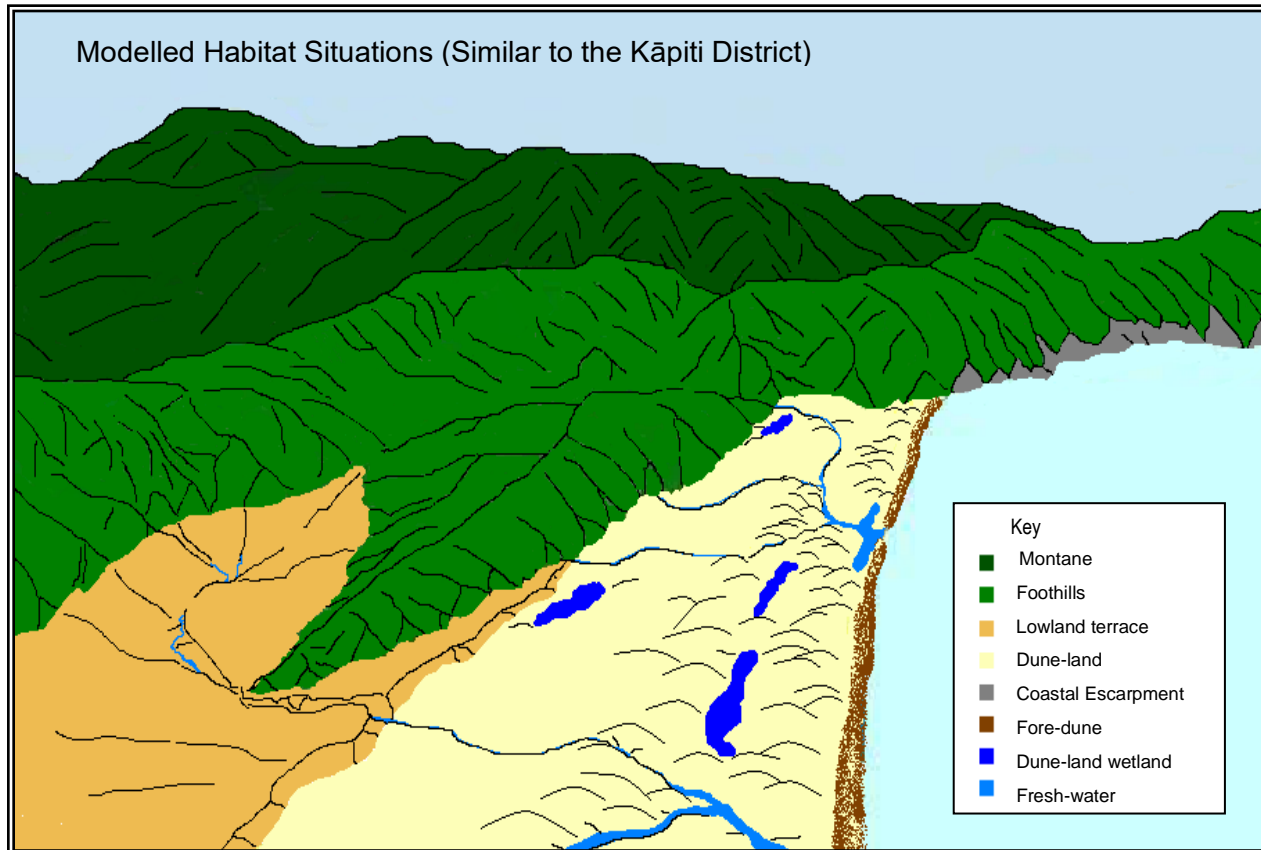 Modelled Habitat Situations (Similar to the Kāpiti District)
Key
Montane
Foothills
Lowland terrace
Dune-land
Coastal Escarpment
Fore-dune
Dune-land wetland
Fresh-water